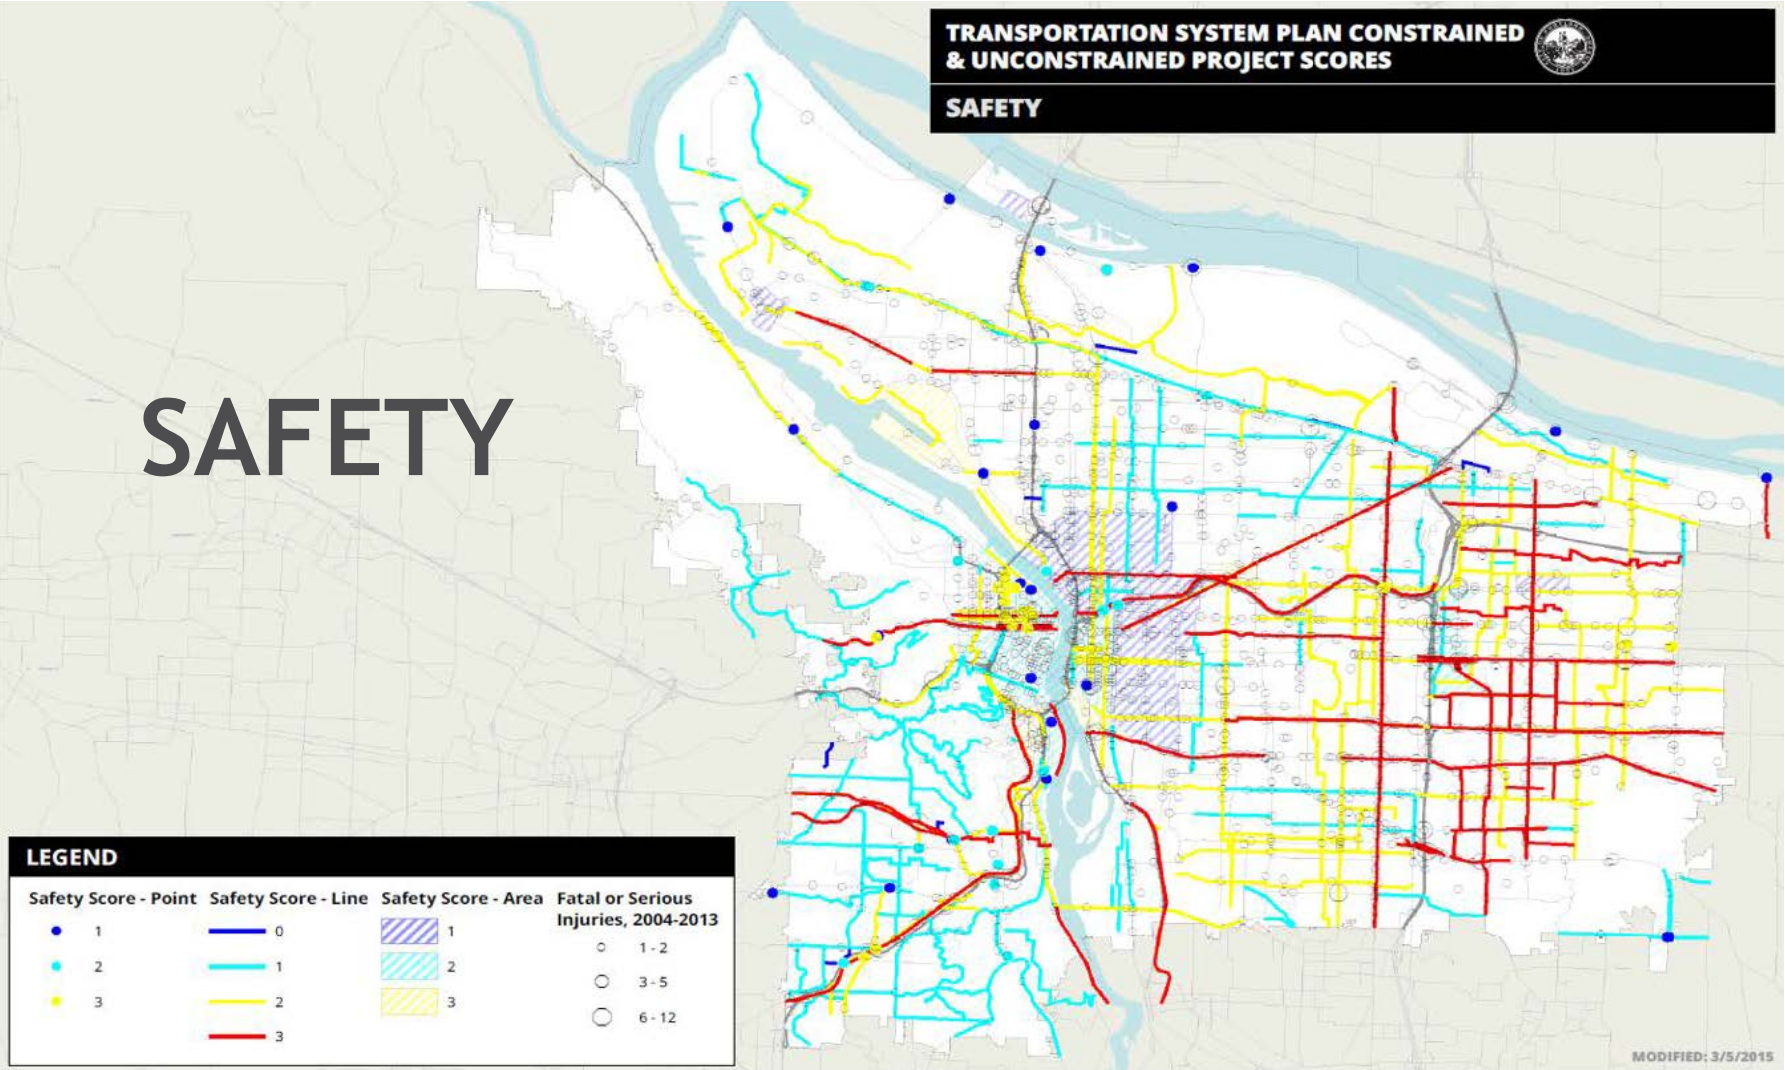 TRANSPORTATION SYSTEM PLAN CONSTRAINED
& UNCONSTRAINED PROJECT SCORES
SAFETY
SAFETY
LEGEND
Safety Score - Point
1
2
3
Safety Score - Line
0
1
2
3
Safety Score - Area
1
2
3
Fatal or Serious
Injuries, 2004-2013
1 - 2
3 - 5
6 - 12
MODIFIED: 3/5/2015